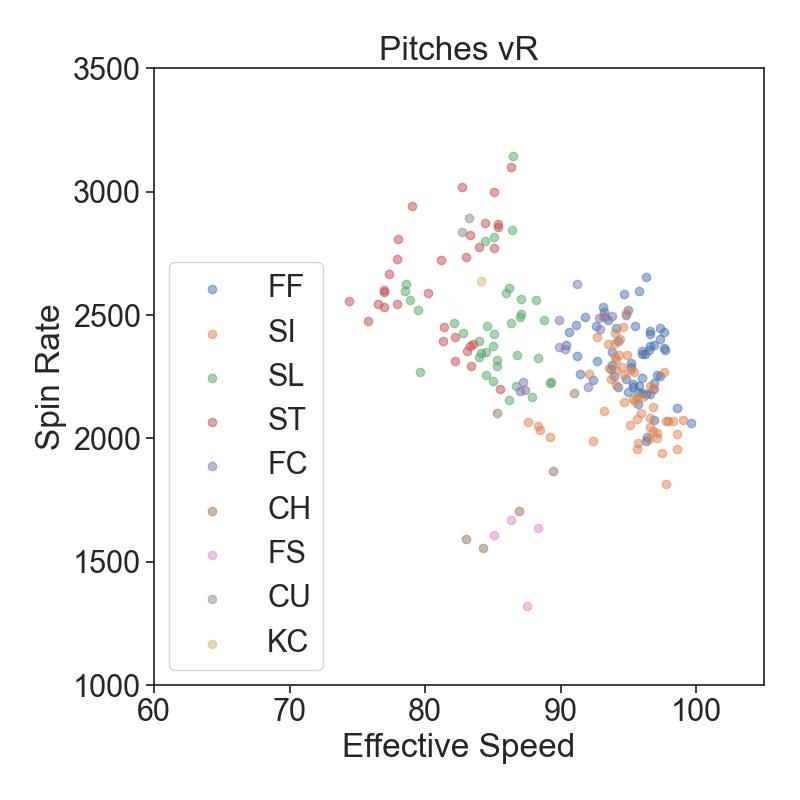 Pitches vR
3500
3000
2500
2000
1500
1000
Spin Rate
FF
SI
SL
ST
FC
CH
FS
CU
KC
60 70 80 90 100
Effective Speed